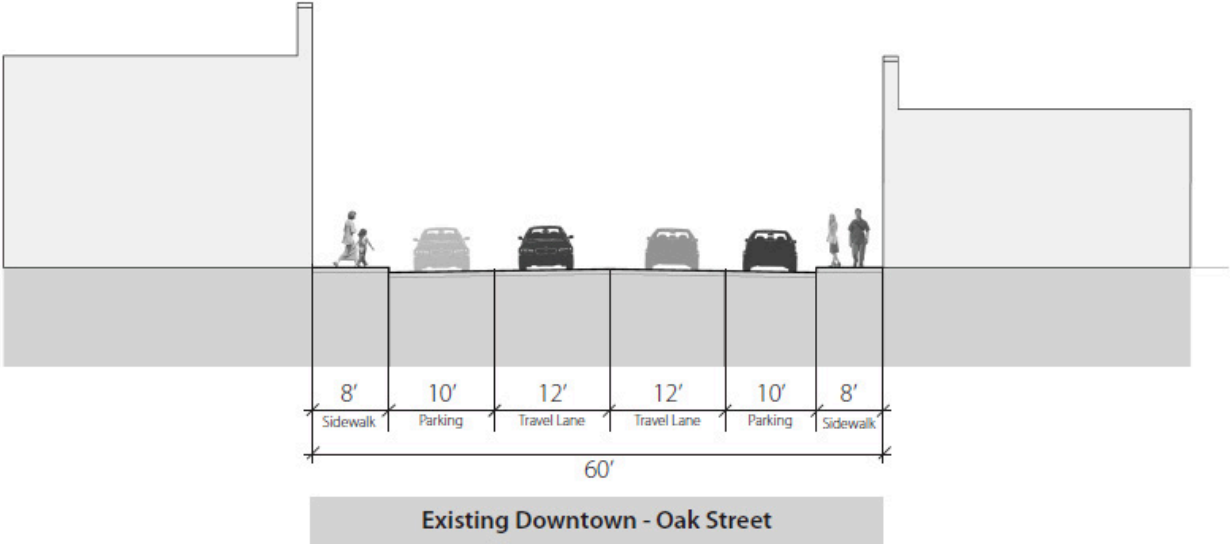 8′ 10′ 12′ 12′ 10′ 8′
Sidewalk Parking Travel Lane Travel Lane Parking Sidewalk
60′
Existing Downtown - Oak Street